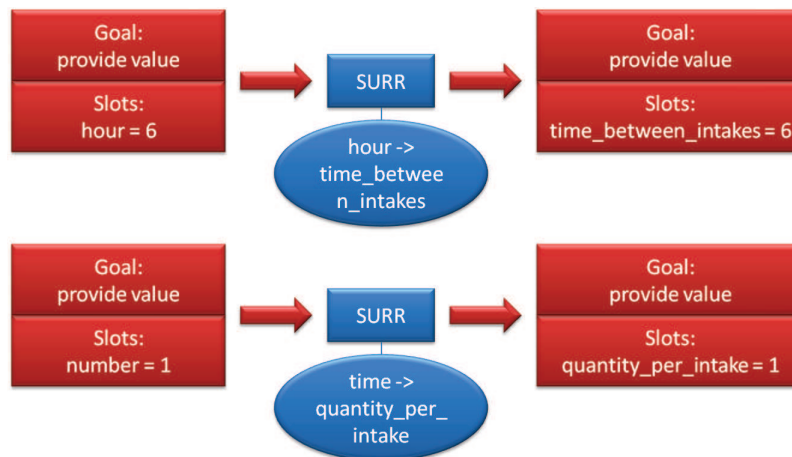 Goal:
provide value
Slots:
hour = 6
SURR
hour ->
time_betwee
n_intakes
Goal:
provide value
Slots:
time_between_intakes = 6
Goal:
provide value
Slots:
number = 1
SURR
time ->
quantity_per_
intake
Goal:
provide value
Slots:
quantity_per_intake = 1